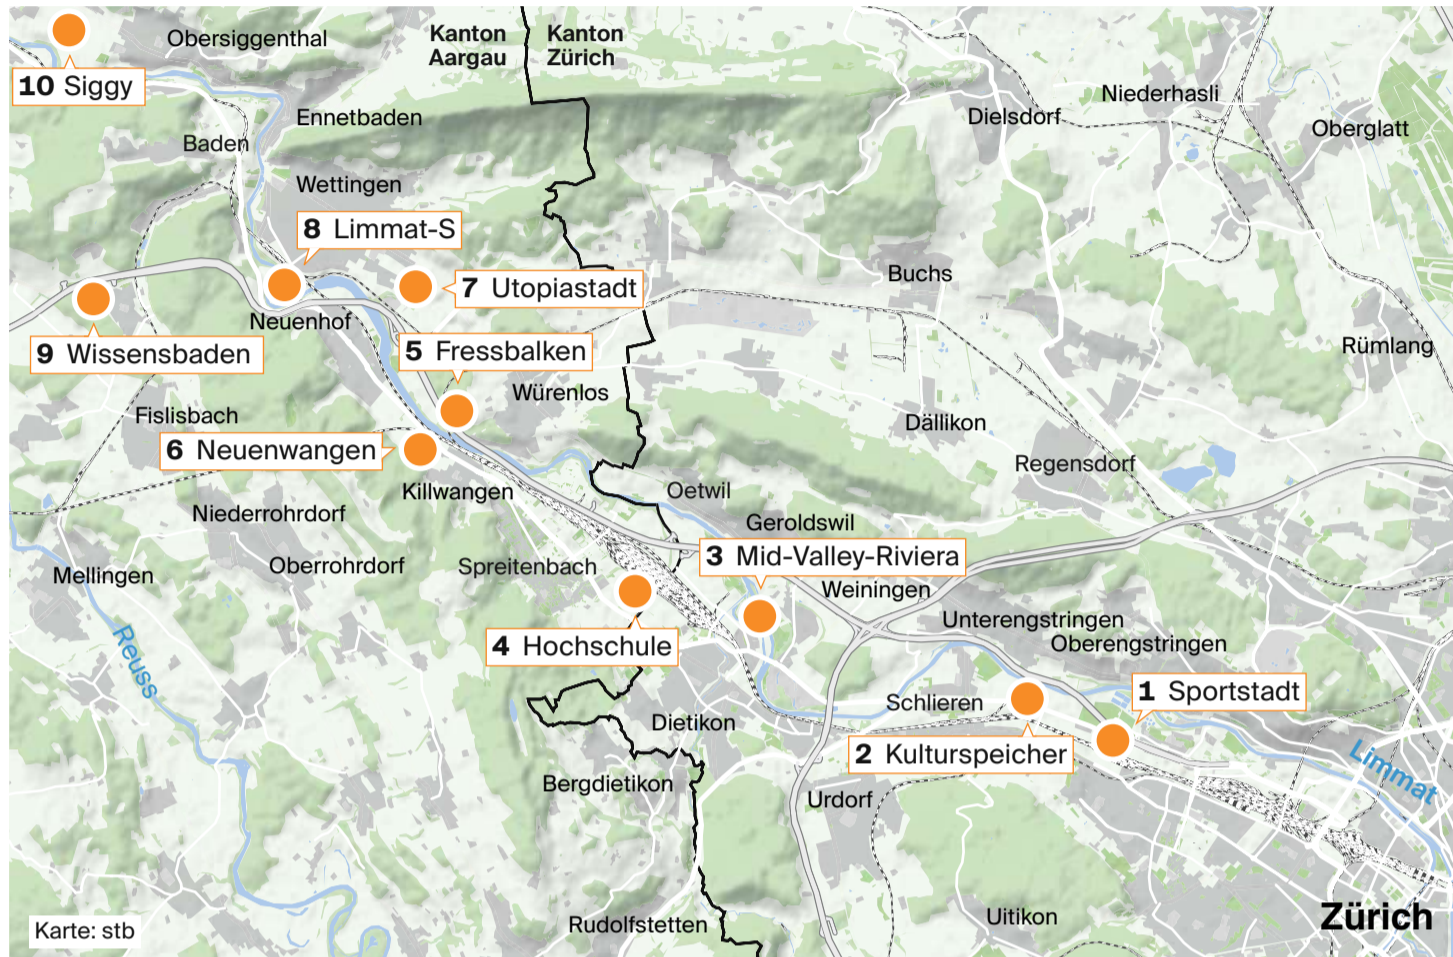 Obersiggenthal
Kanton
Aargau
Kanton
Zürich
10 Siggy
Niederhasli
Dielsdorf
Oberglatt
Ennetbaden
Baden
Wettingen
8 Limmat-S
Buchs
7 Utopiastadt
Neuenhof
9 Wissensbaden
5 Fressbalken
Rümlang
Würenlos
Fislisbach
Dällikon
6 Neuenwangen
Regensdorf
Killwangen
Oetwil
Niederrohrdorf
Geroldswil
3 Mid-Valley-Riviera
Mellingen
Oberrohrdorf
Spreitenbach
Weiningen
Unterengstringen
Oberengstringen
4 Hochschule
Reuss
1 Sportstadt
Schlieren
Dietikon
2 Kulturspeicher
Limmat
Bergdietikon
Urdorf
Rudolfstetten
Uitikon
Zürich
Karte: stb